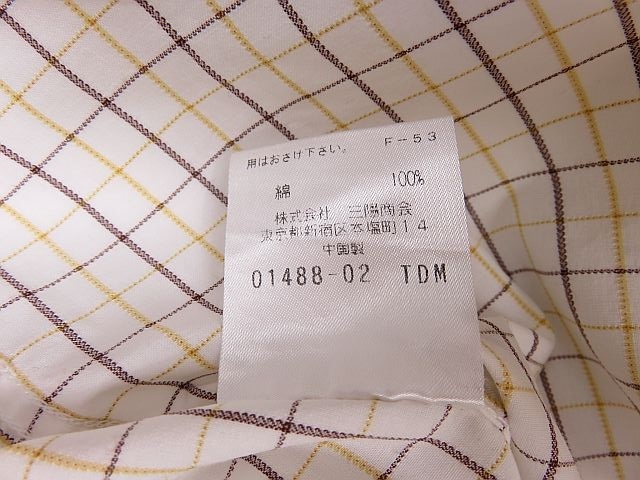 用はおさけ下さい。 F-53
綿 100%
株式会社 三陽商会
東京都新宿区本塩町14
中国製
01488-02 TDM